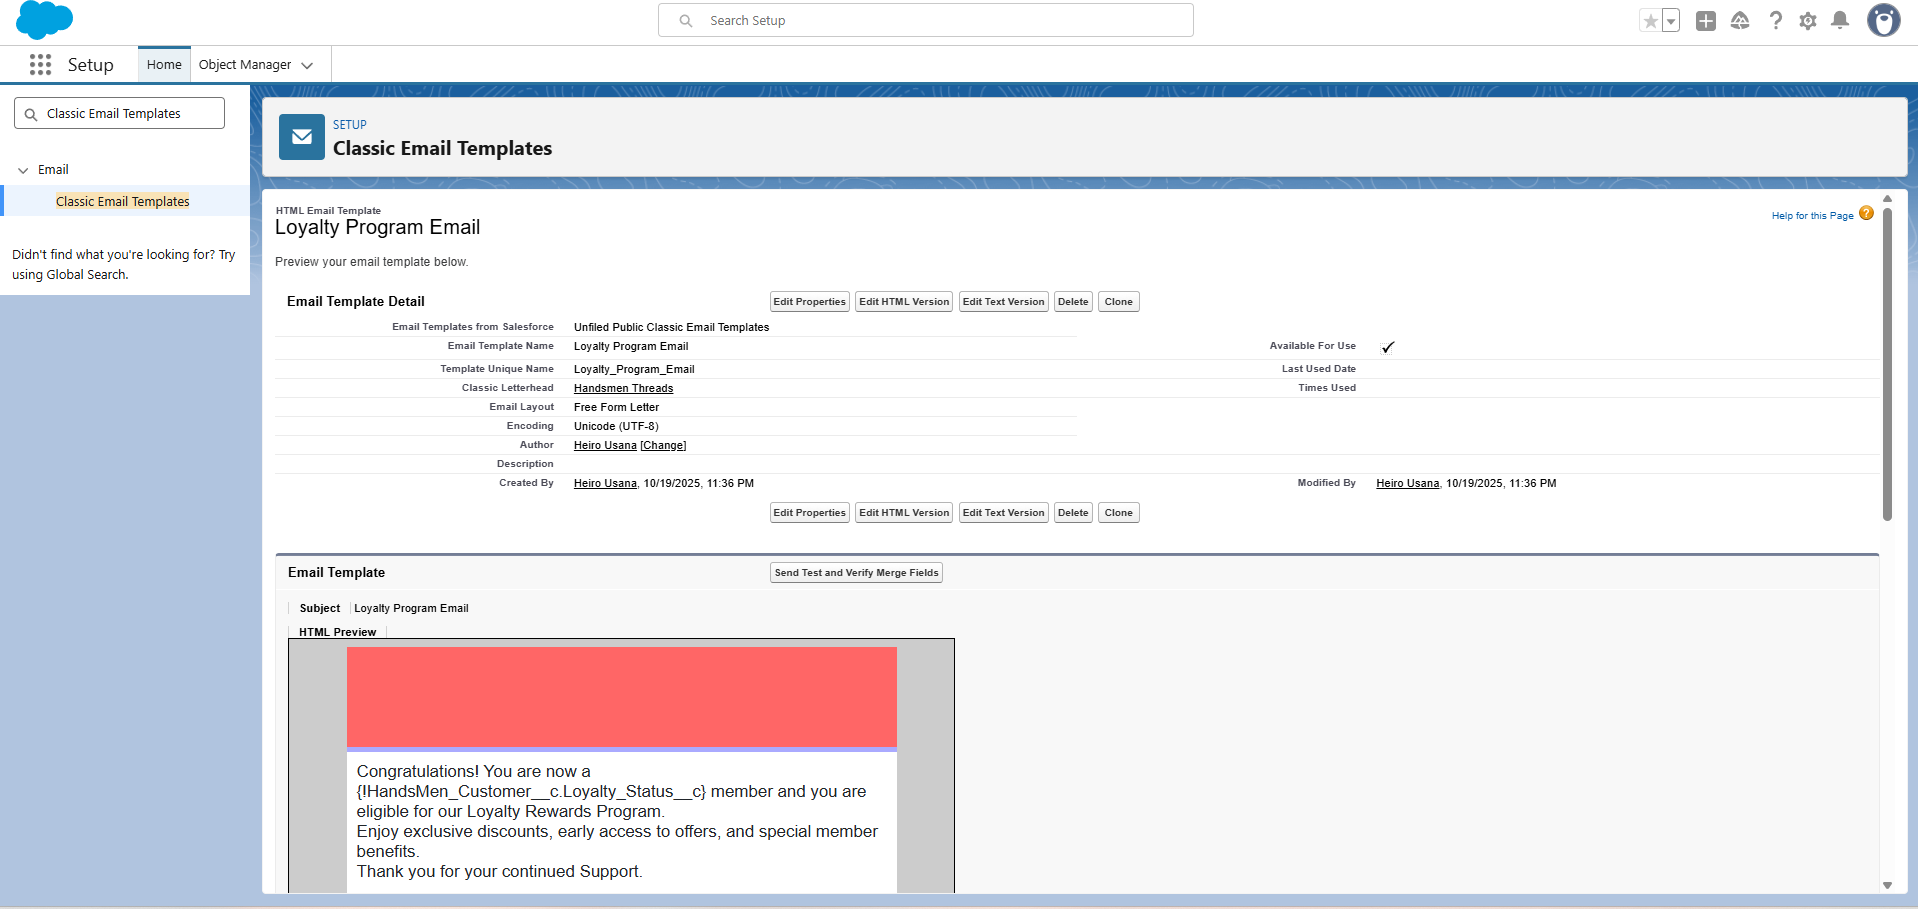 Search Setup
Setup
Home
Object Manager
Classic Email Templates
Email
Classic Email Templates
Didn't find what you're looking for? Try
using Global Search.
SETUP
Classic Email Templates
HTML Email Template
Loyalty Program Email
Help for this Page
Preview your email template below.
Email Template Detail
Edit Properties Edit HTML Version Edit Text Version Delete Clone
Email Templates from Salesforce Unfiled Public Classic Email Templates
Email Template Name Loyalty Program Email Available For Use
Template Unique Name Loyalty_Program_Email Last Used Date
Classic Letterhead Handsmen Threads Times Used
Email Layout Free Form Letter
Encoding Unicode (UTF-8)
Author Heiro Usana [Change]
Description
Created By Heiro Usana, 10/19/2025, 11:36 PM Modified By Heiro Usana, 10/19/2025, 11:36 PM
Edit Properties Edit HTML Version Edit Text Version Delete Clone
Email Template
Send Test and Verify Merge Fields
Subject Loyalty Program Email
HTML Preview
Congratulations! You are now a
{!HandsMen_Customer__c.Loyalty_Status__c} member and you are
eligible for our Loyalty Rewards Program.
Enjoy exclusive discounts, early access to offers, and special member
benefits.
Thank you for your continued Support.